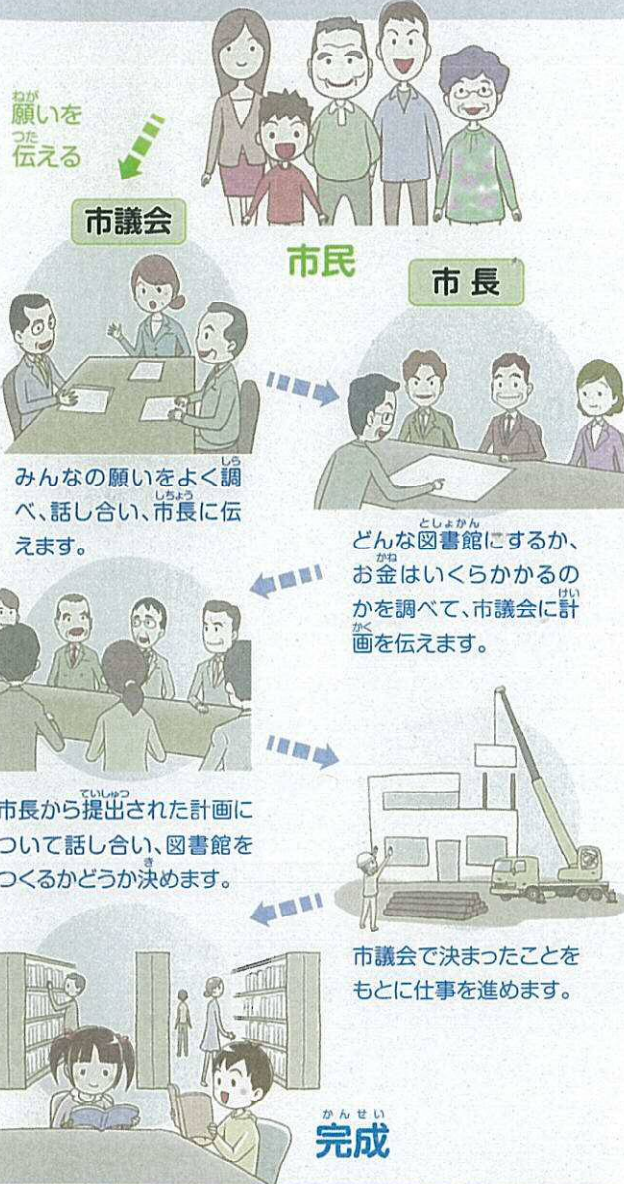 願いを
伝える
市民
市議会
市長
みんなの願いをよく調
べ、話し合い、市長に伝
えます。
どんな図書館にするか、
お金はいくらかかるの
かを調べて、市議会に計
画を伝えます。
市長から提出された計画に
ついて話し合い、図書館を
つくるかどうか決めます。
市議会で決まったことを
もとに仕事を進めます。
完成